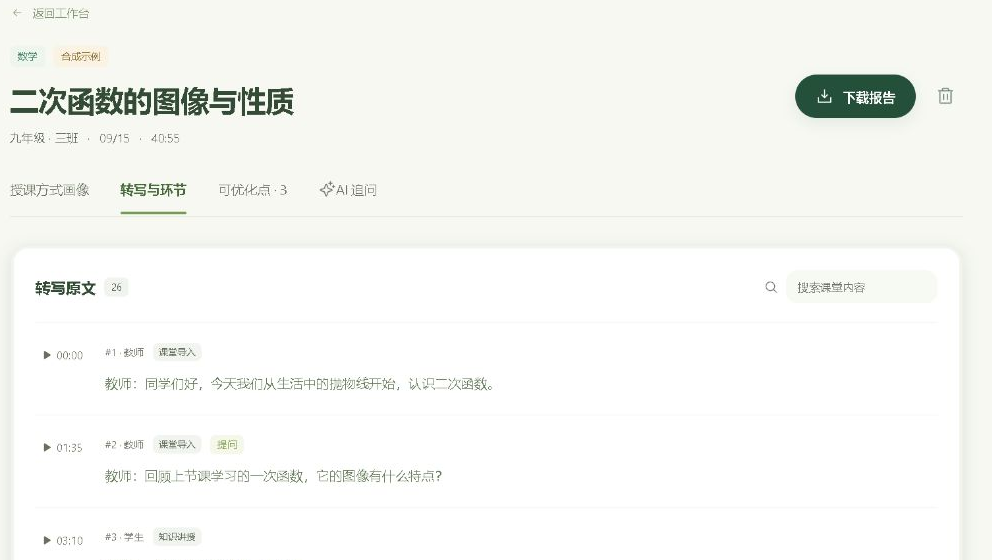 ← 返回工作台
数学 合成示例
二次函数的图像与性质
下载报告
九年级 · 三班 · 09/15 · 40:55
授课方式画像 转写与环节 可优化点 · 3 AI 追问
转写原文 26
搜索课堂内容
00:00 #1 · 教师 课堂导入
教师：同学们好，今天我们从生活中的抛物线开始，认识二次函数。
01:35 #2 · 教师 课堂导入 提问
教师：回顾上节课学习的一次函数，它的图像有什么特点？
03:10 #3 · 学生 知识讲授